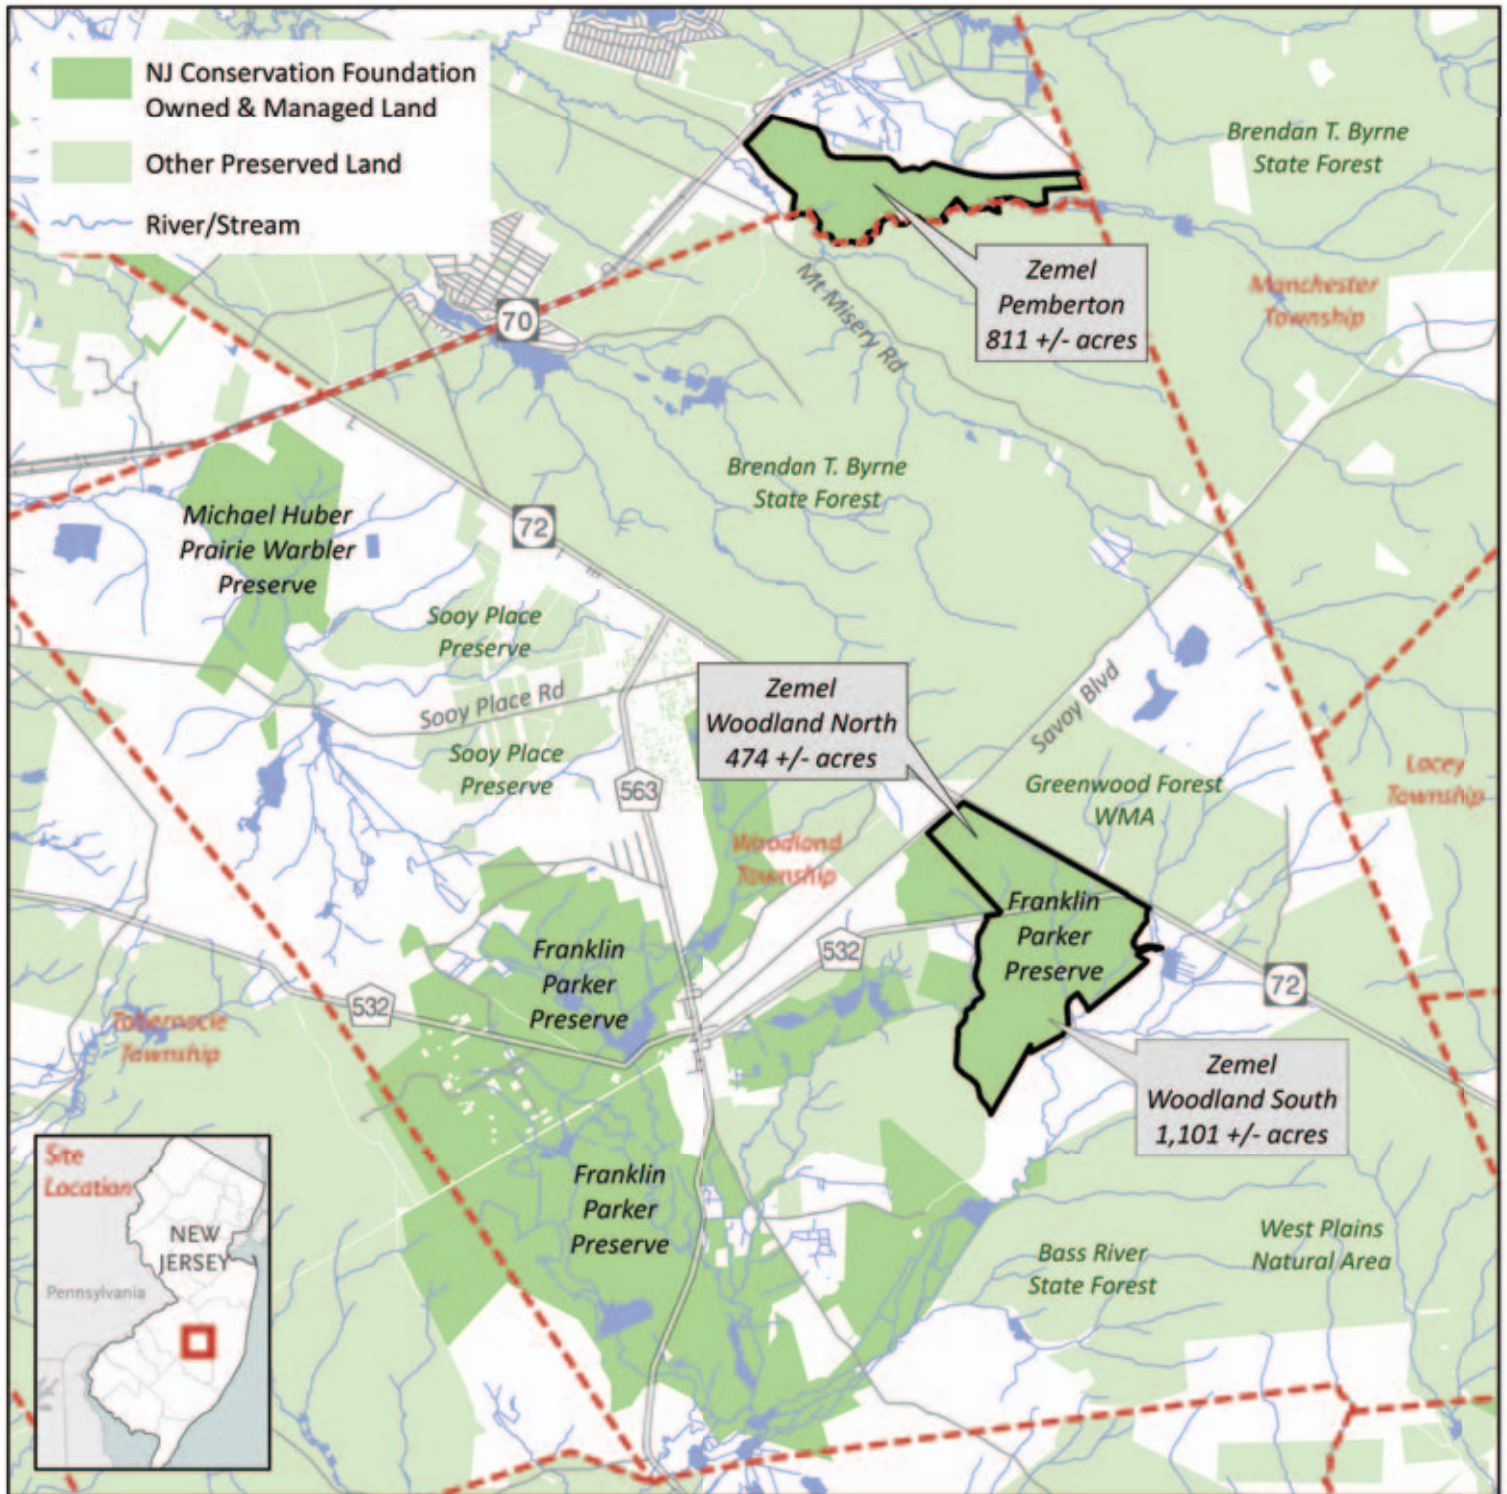 NJ Conservation Foundation
Owned & Managed Land
Other Preserved Land
River/Stream
Brendan T. Byrne
State Forest
Zemel
Pemberton
811 +/- acres
Manchester
Township
Mt Misery Rd
70
Brendan T. Byrne
State Forest
72
Michael Huber
Prairie Warbler
Preserve
Sooy Place
Preserve
Sooy Place Rd
Sooy Place
Preserve
Zemel
Woodland North
474 +/- acres
Savoy Blvd
563
Greenwood Forest
WMA
Lacey
Township
Woodland
Township
Franklin
Parker
Preserve
Franklin
Parker
Preserve
532
532
72
Tabernacle
Township
Zemel
Woodland South
1,101 +/- acres
Franklin
Parker
Preserve
Bass River
State Forest
West Plains
Natural Area
Site
Location
NEW
JERSEY
Pennsylvania